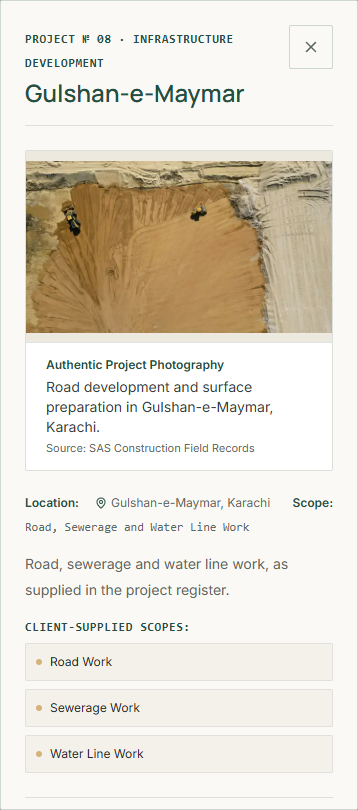 PROJECT № 08 · INFRASTRUCTURE
DEVELOPMENT
Gulshan-e-Maymar
Authentic Project Photography
Road development and surface
preparation in Gulshan-e-Maymar,
Karachi.
Source: SAS Construction Field Records
Location: Gulshan-e-Maymar, Karachi Scope:
Road, Sewerage and Water Line Work
Road, sewerage and water line work, as
supplied in the project register.
CLIENT-SUPPLIED SCOPES:
Road Work
Sewerage Work
Water Line Work